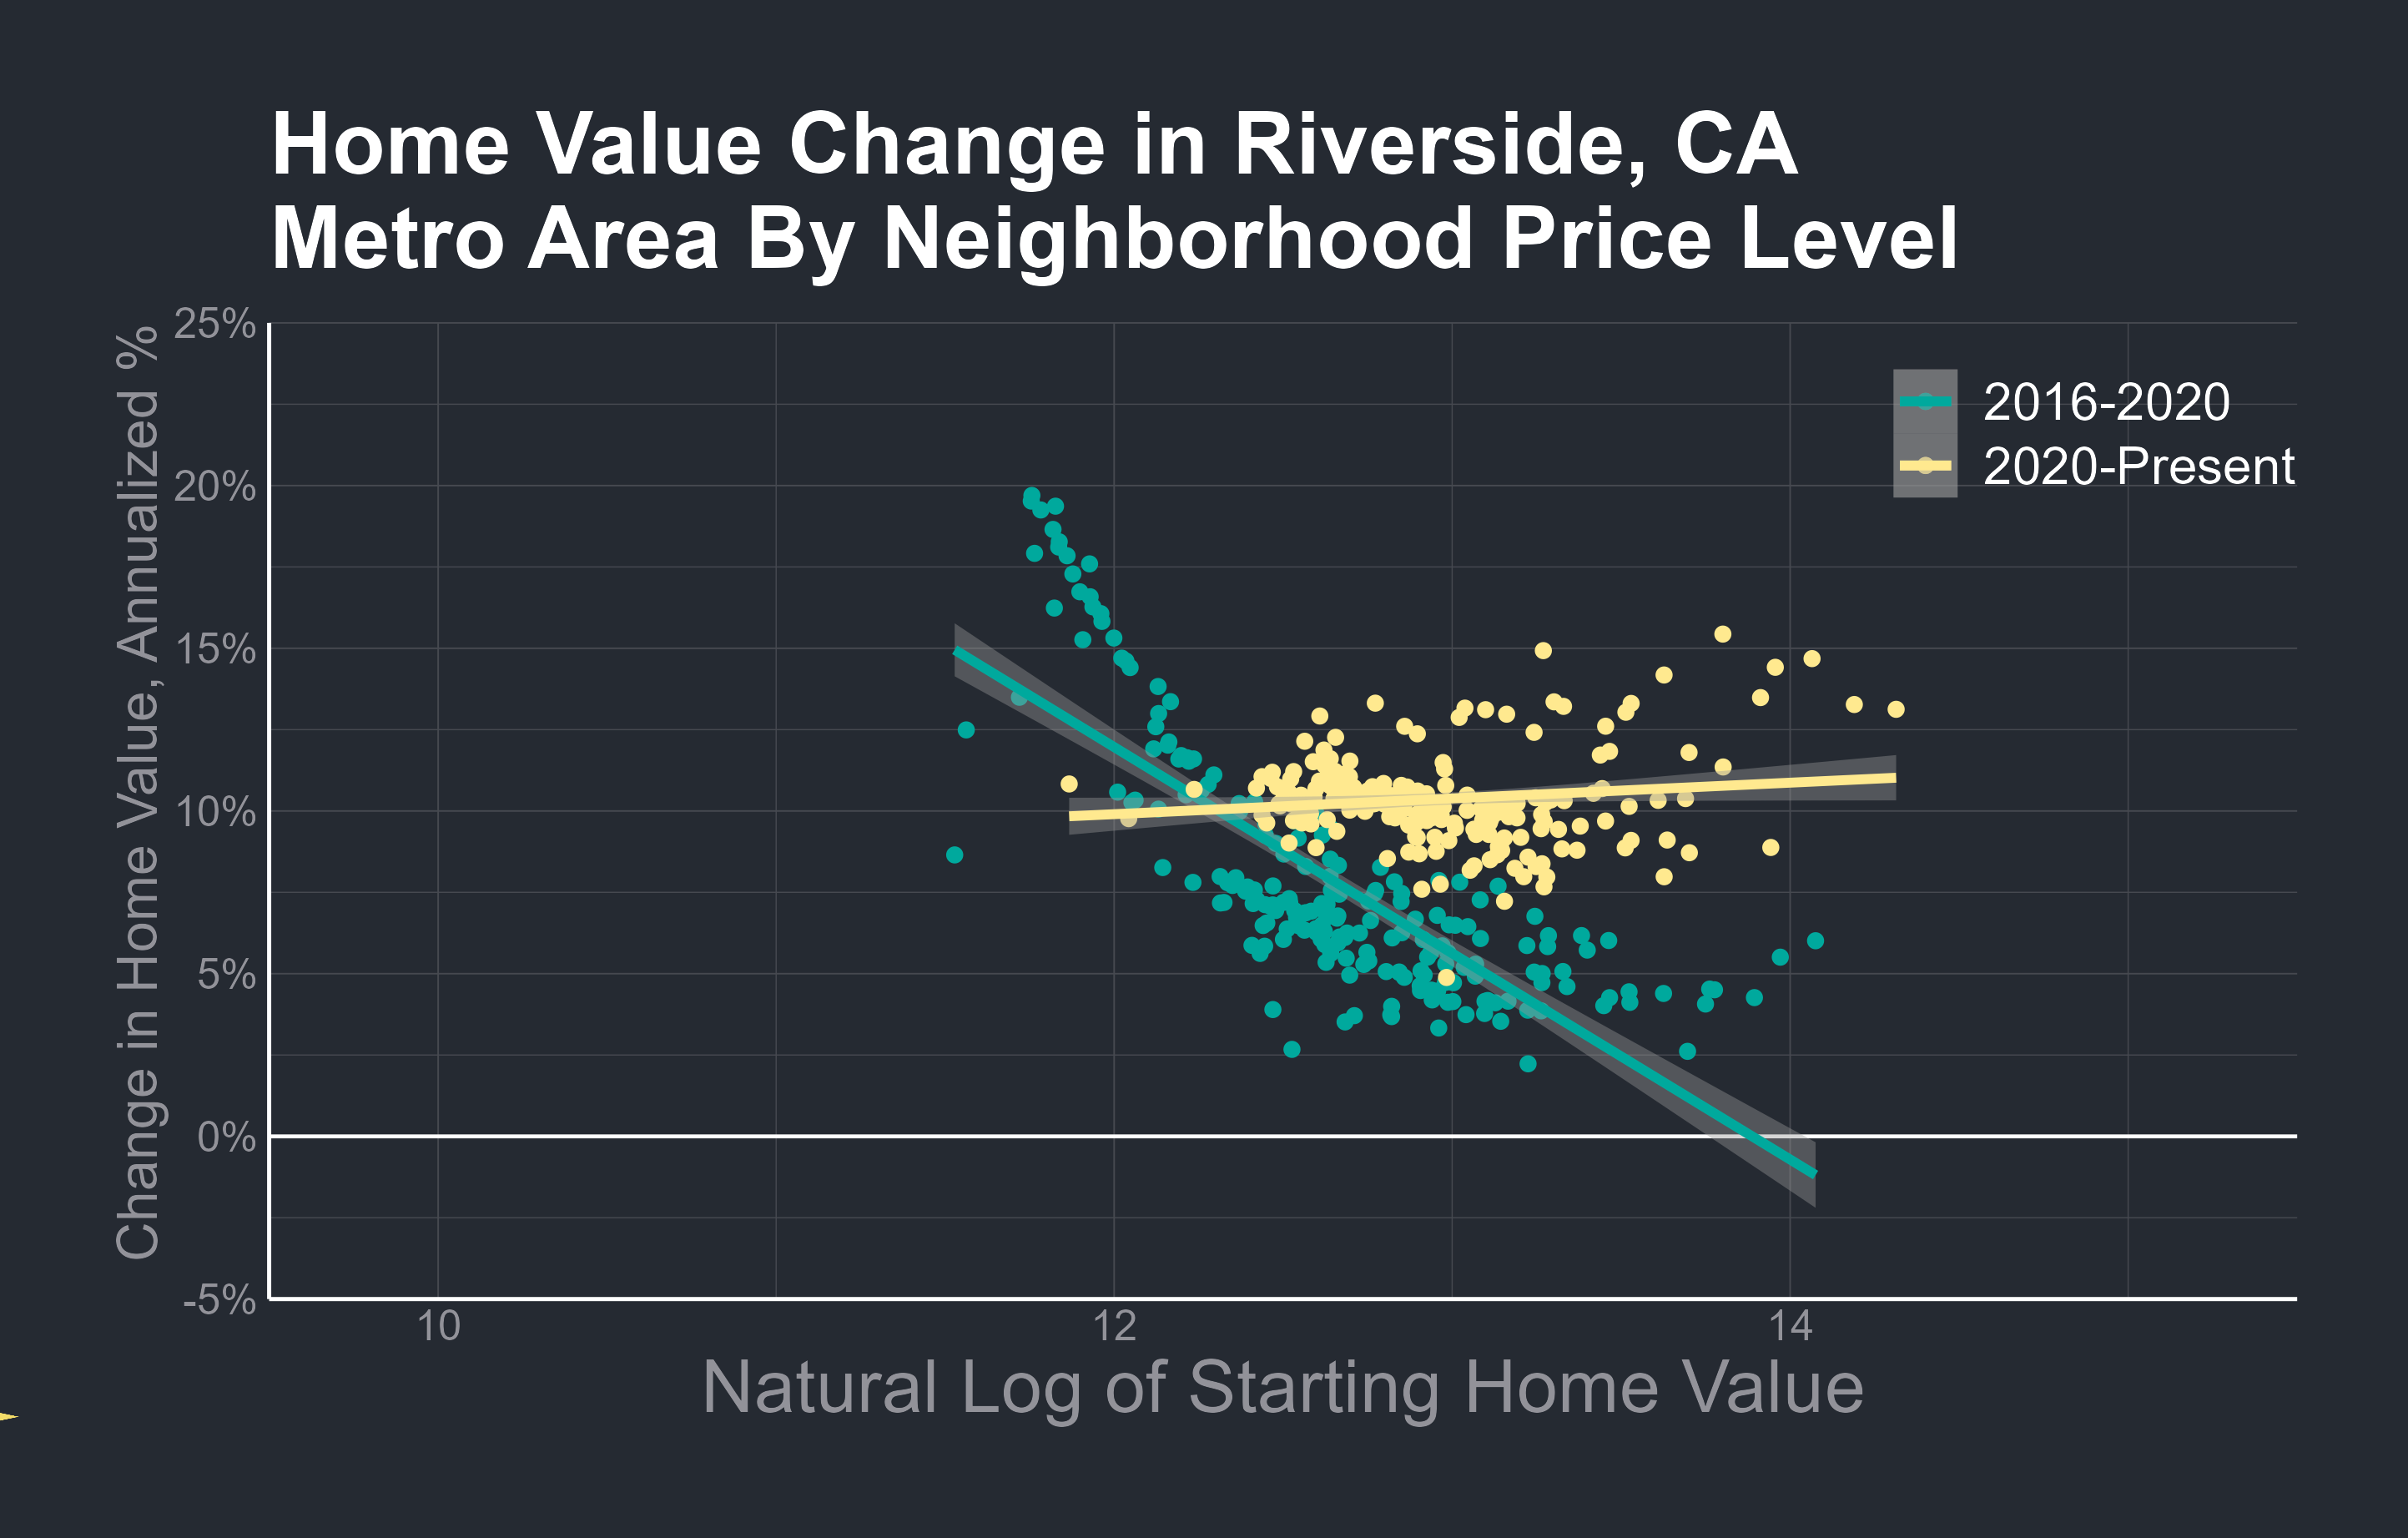 Home Value Change in Riverside, CA
Metro Area By Neighborhood Price Level
Change in Home Value, Annualized %
25%
20%
15%
10%
5%
0%
-5%
2016-2020
2020-Present
10
12
14
Natural Log of Starting Home Value